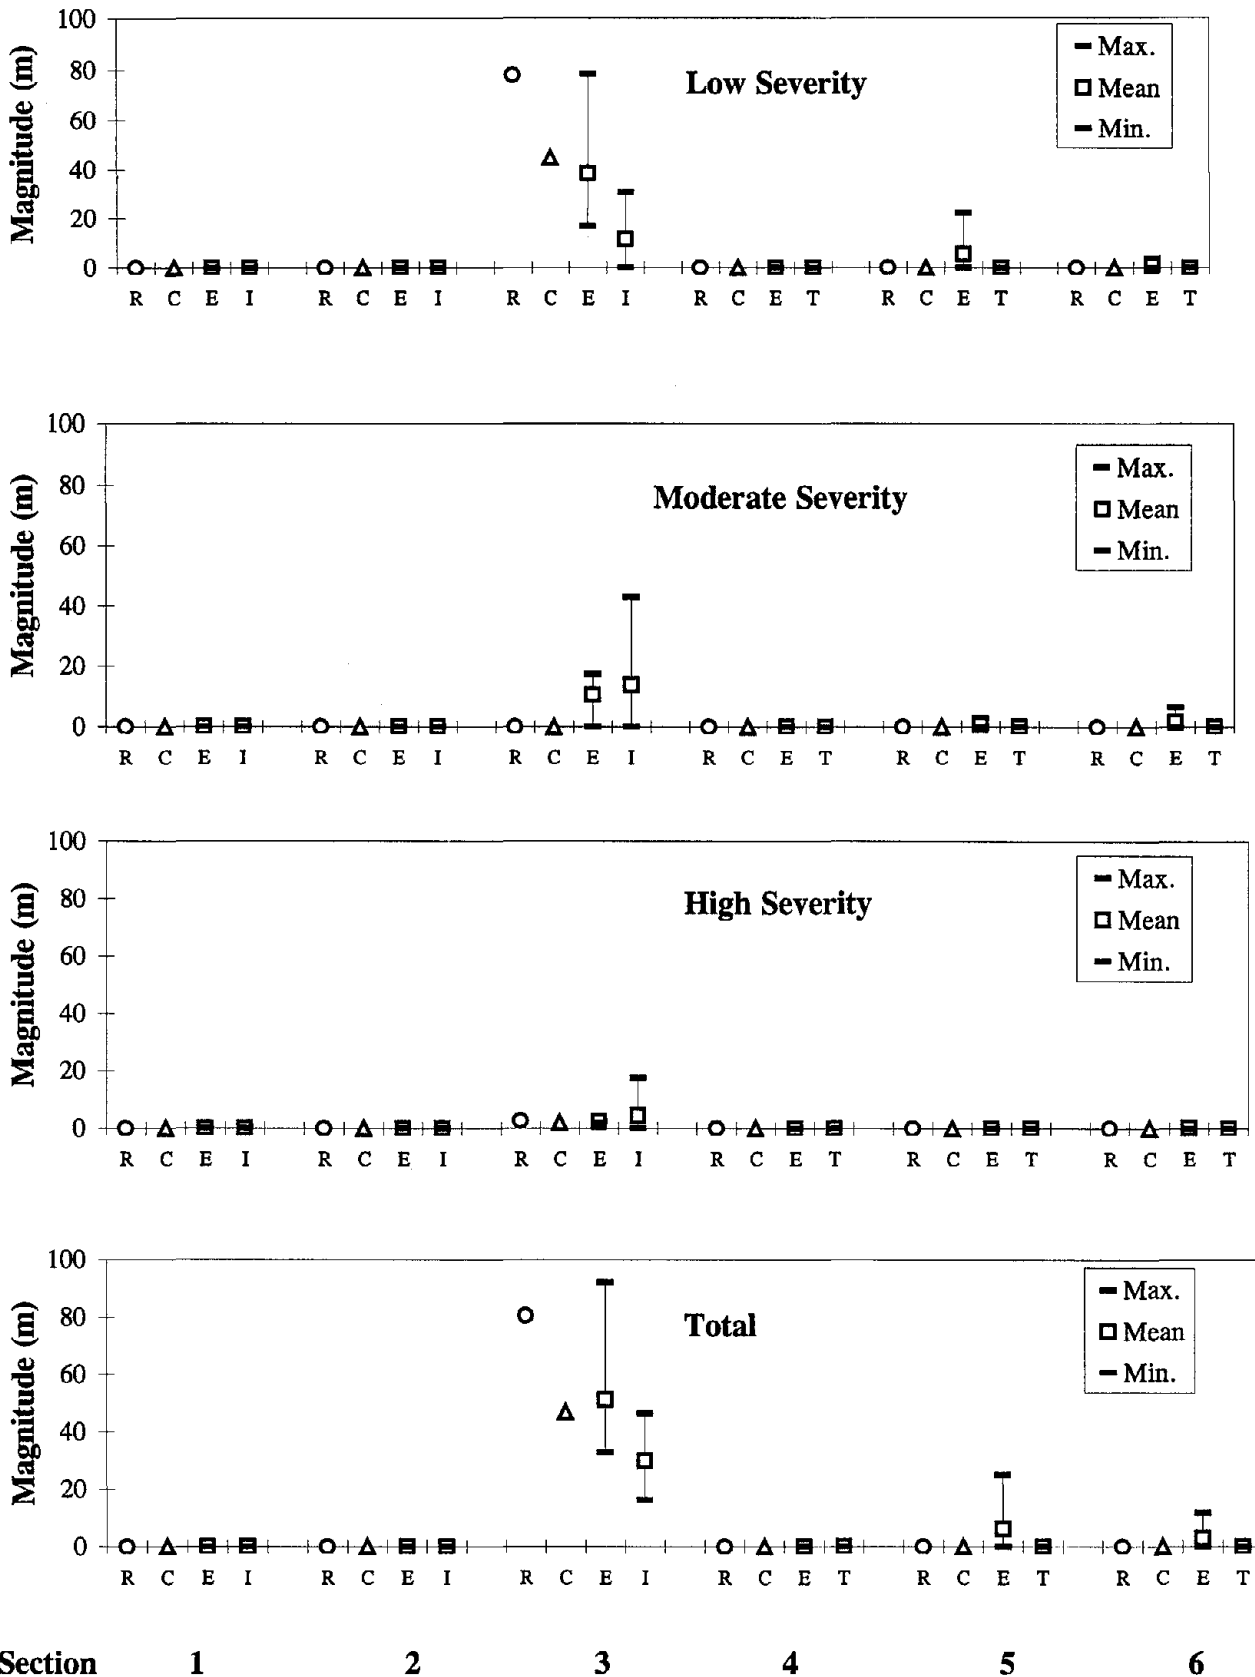 100
80
60
40
20
0
Magnitude (m)
Low Severity
Max.
Mean
Min.
R C E I R C E I R C E I R C E T R C E T R C E T
100
80
60
40
20
0
Magnitude (m)
Moderate Severity
Max.
Mean
Min.
R C E I R C E I R C E I R C E T R C E T R C E T
100
80
60
40
20
0
Magnitude (m)
High Severity
Max.
Mean
Min.
R C E I R C E I R C E I R C E T R C E T R C E T
100
80
60
40
20
0
Magnitude (m)
Total
Max.
Mean
Min.
R C E I R C E I R C E I R C E T R C E T R C E T
Section 1 2 3 4 5 6